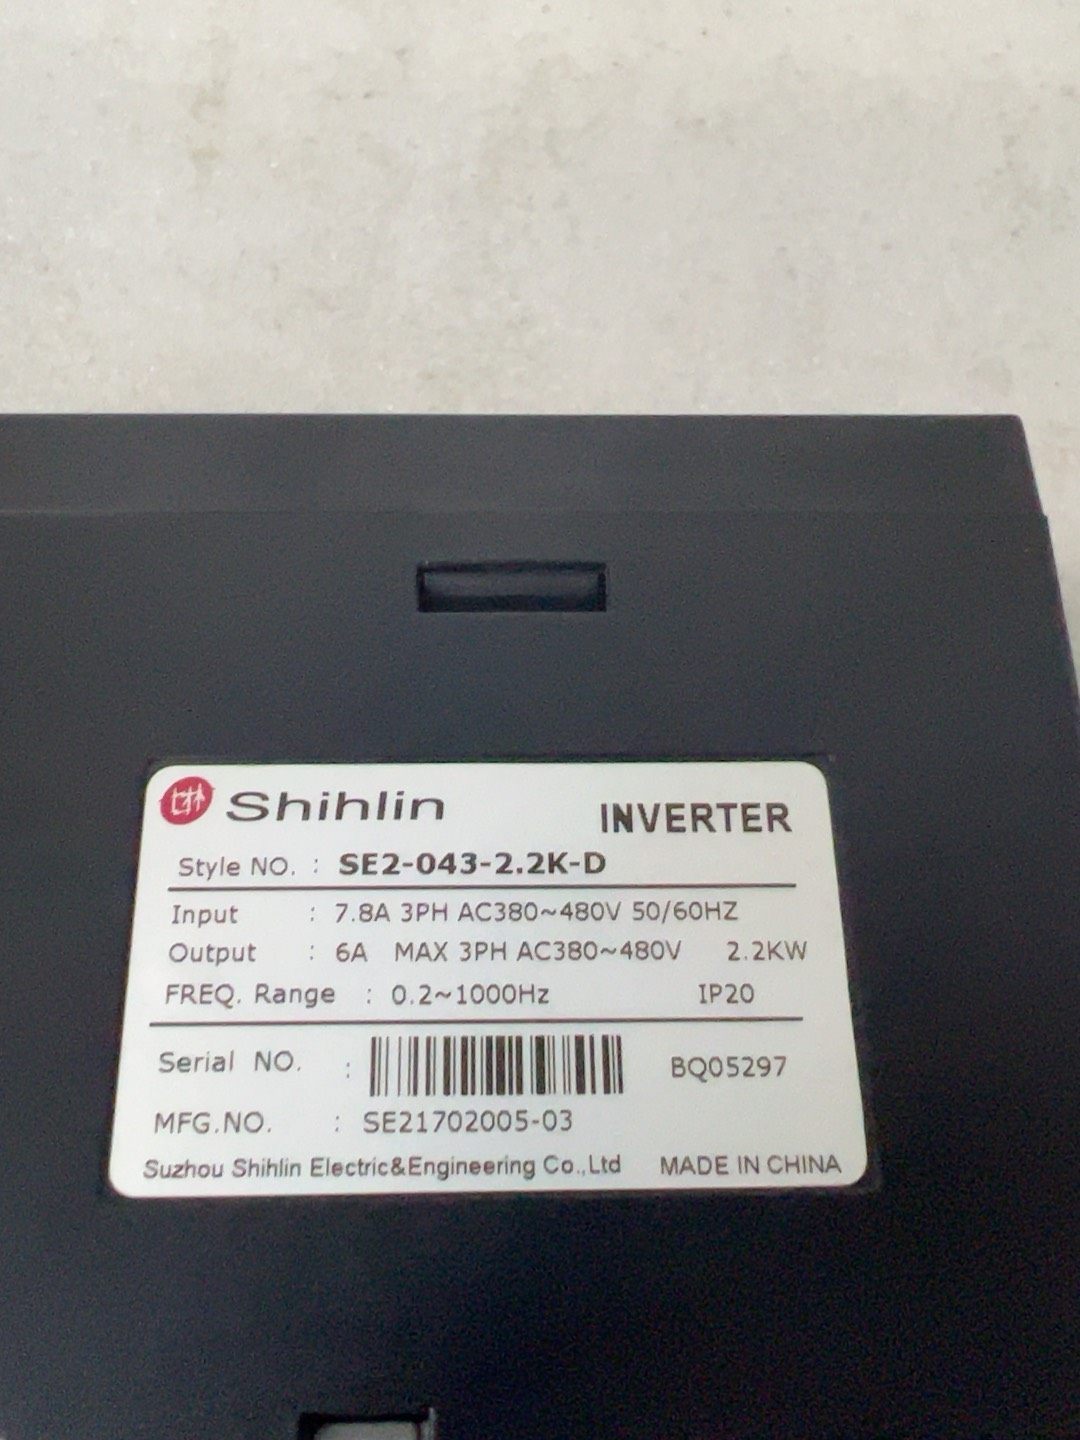 Shihlin INVERTER
Style NO. : SE2-043-2.2K-D
Input : 7.8A 3PH AC380~480V 50/60HZ
Output : 6A MAX 3PH AC380~480V 2.2KW
FREQ. Range : 0.2~1000Hz IP20
Serial NO. : BQ05297
MFG.NO. : SE21702005-03
Suzhou Shihlin Electric&Engineering Co.,Ltd MADE IN CHINA